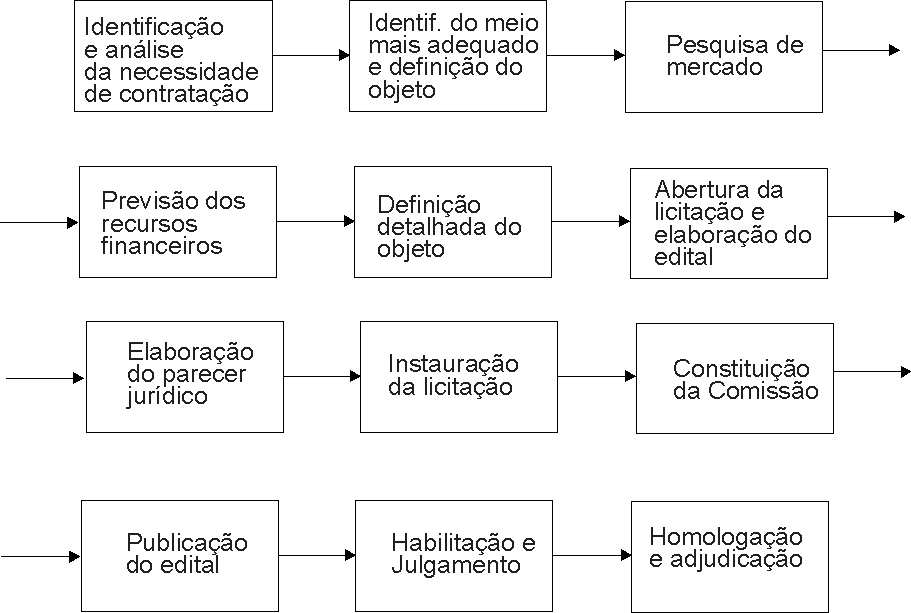 Identificação
e análise
da necessidade
de contratação
Identif. do meio
mais adequado
e definição do
objeto
Pesquisa de
mercado
Previsão dos
recursos
financeiros
Definição
detalhada do
objeto
Abertura da
licitação e
elaboração do
edital
Elaboração
do parecer
jurídico
Instauração
da licitação
Constituição
da Comissão
Publicação
do edital
Habilitação e
Julgamento
Homologação
e adjudicação